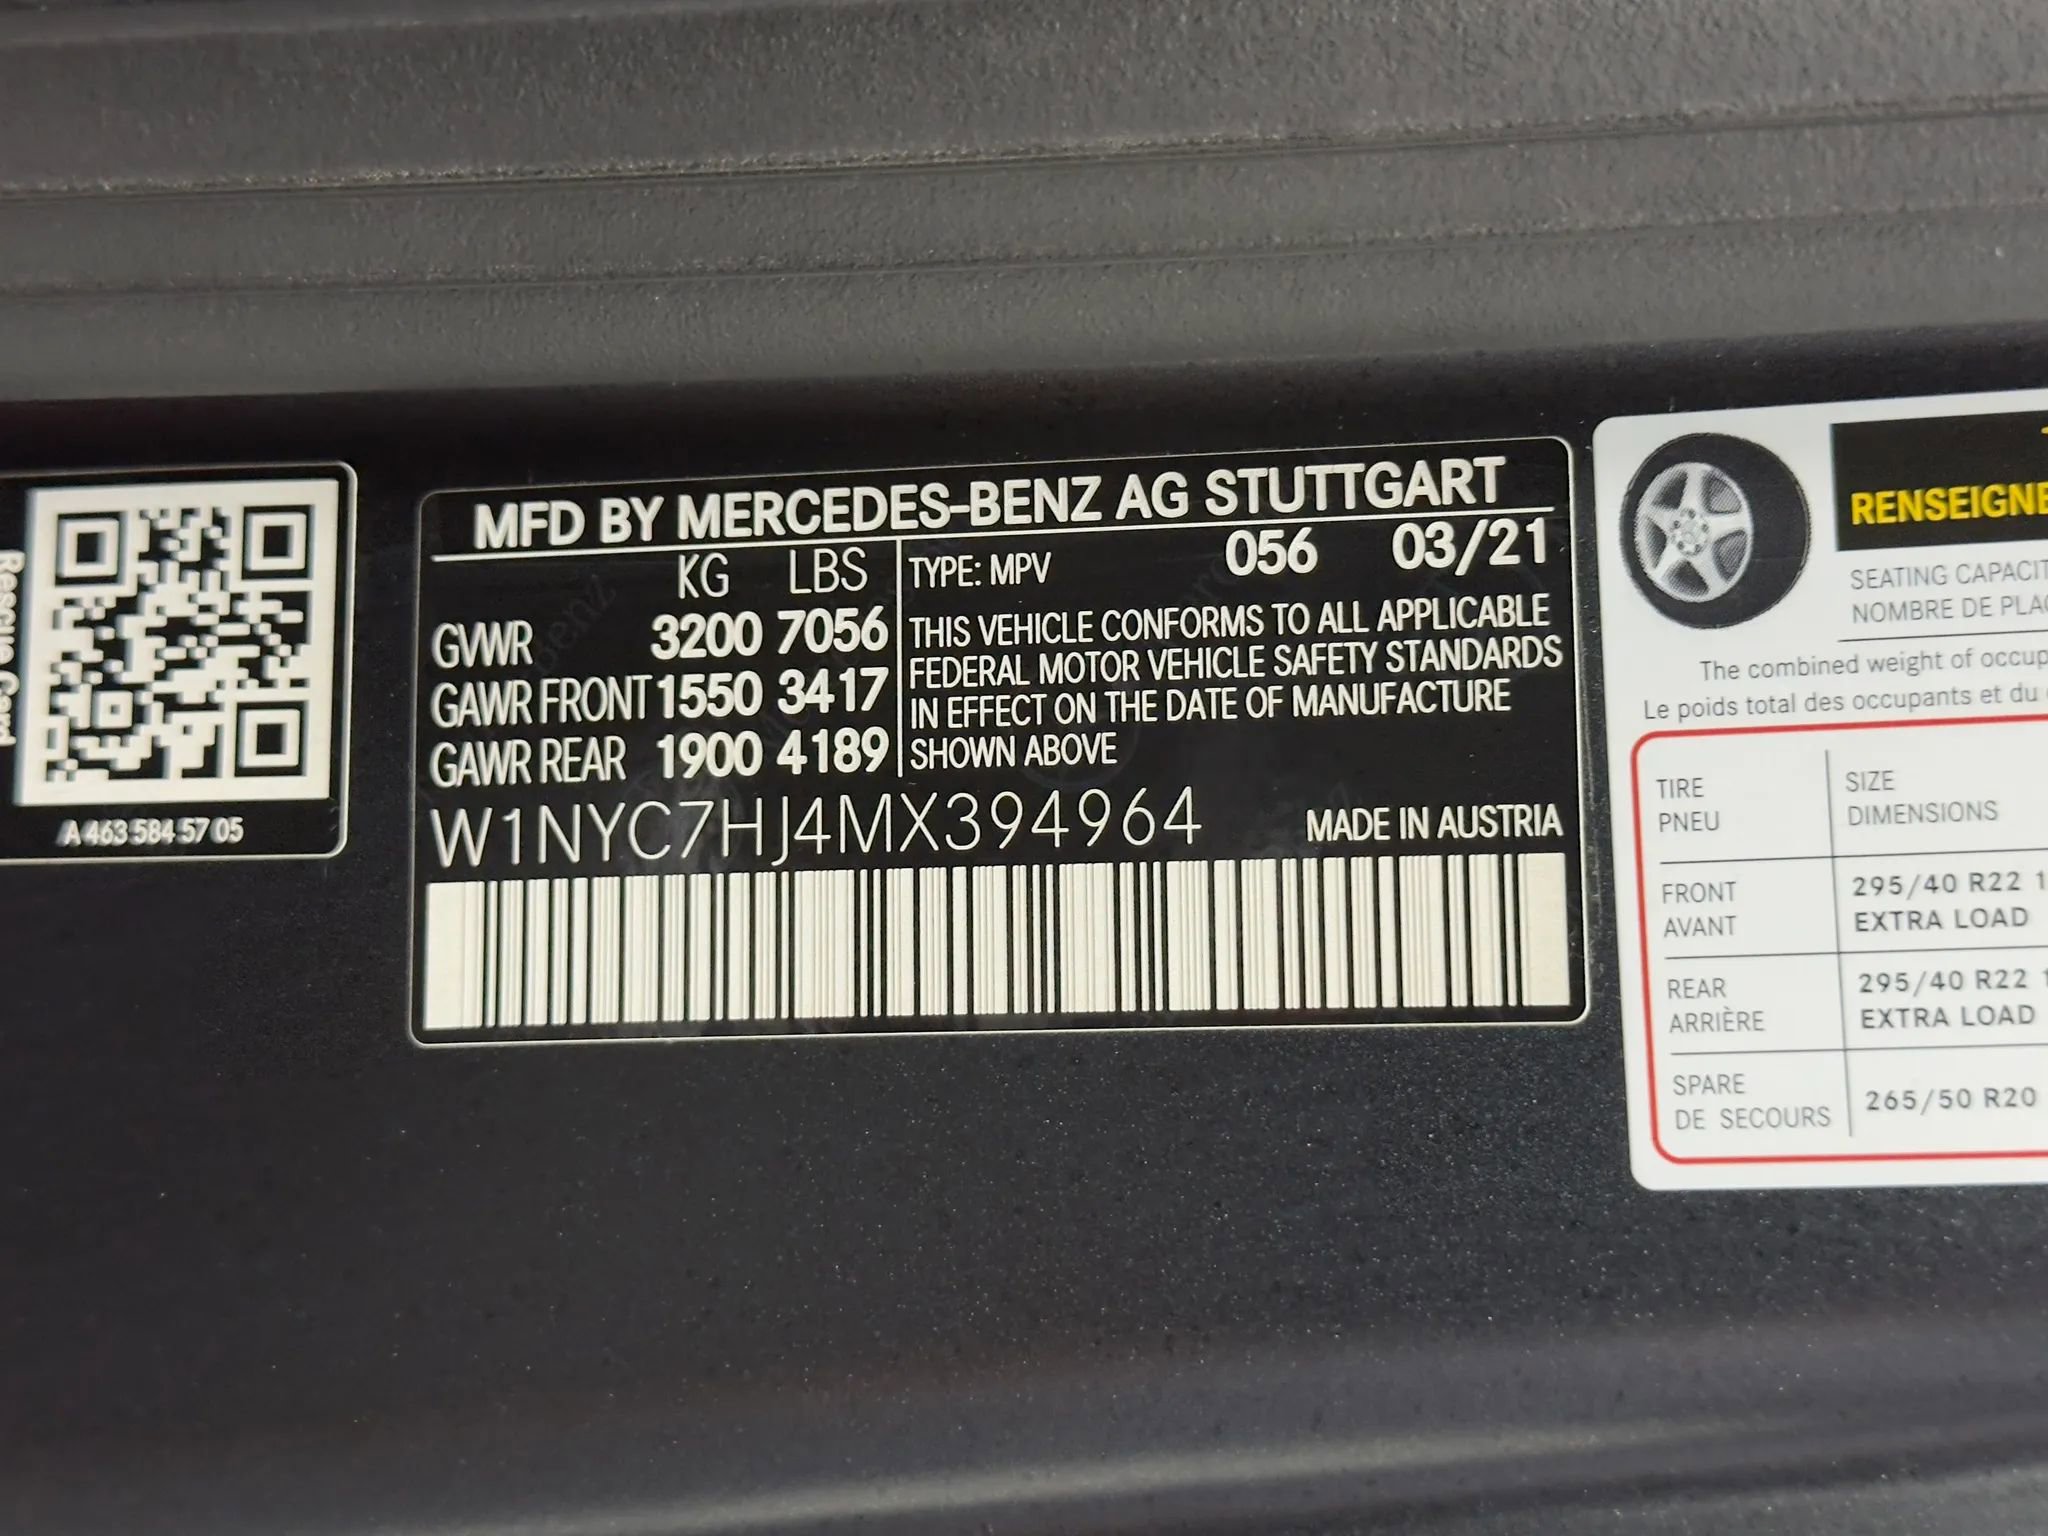 Rescue Card
A 463 584 57 05
MFD BY MERCEDES-BENZ AG STUTTGART
KG LBS
TYPE: MPV 056 03/21
GVWR 3200 7056
GAWR FRONT 1550 3417
GAWR REAR 1900 4189
THIS VEHICLE CONFORMS TO ALL APPLICABLE
FEDERAL MOTOR VEHICLE SAFETY STANDARDS
IN EFFECT ON THE DATE OF MANUFACTURE
SHOWN ABOVE
W1NYC7HJ4MX394964
MADE IN AUSTRIA
RENSEIGNE
SEATING CAPACIT
NOMBRE DE PLAC
The combined weight of occup
Le poids total des occupants et du
TIRE
PNEU
SIZE
DIMENSIONS
FRONT
AVANT
295/40 R22 1
EXTRA LOAD
REAR
ARRIÈRE
295/40 R22 1
EXTRA LOAD
SPARE
DE SECOURS
265/50 R20